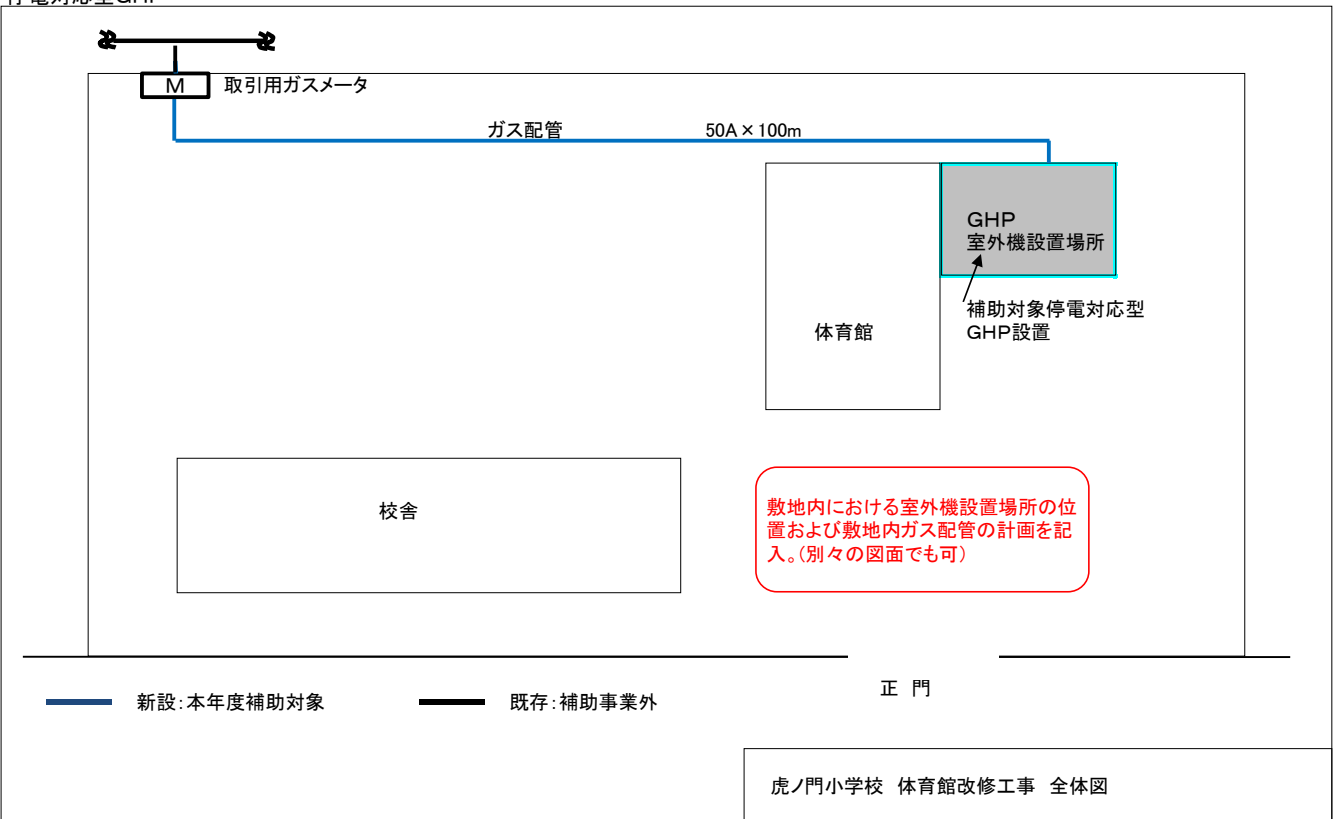 M
取引用ガスメータ
ガス配管 50A×100m
GHP
室外機設置場所
補助対象停電対応型
GHP設置
体育館
校舎
敷地内における室外機設置場所の位
置および敷地内ガス配管の計画を記
入。(別々の図面でも可)
正 門
新設:本年度補助対象 既存:補助事業外
虎ノ門小学校 体育館改修工事 全体図